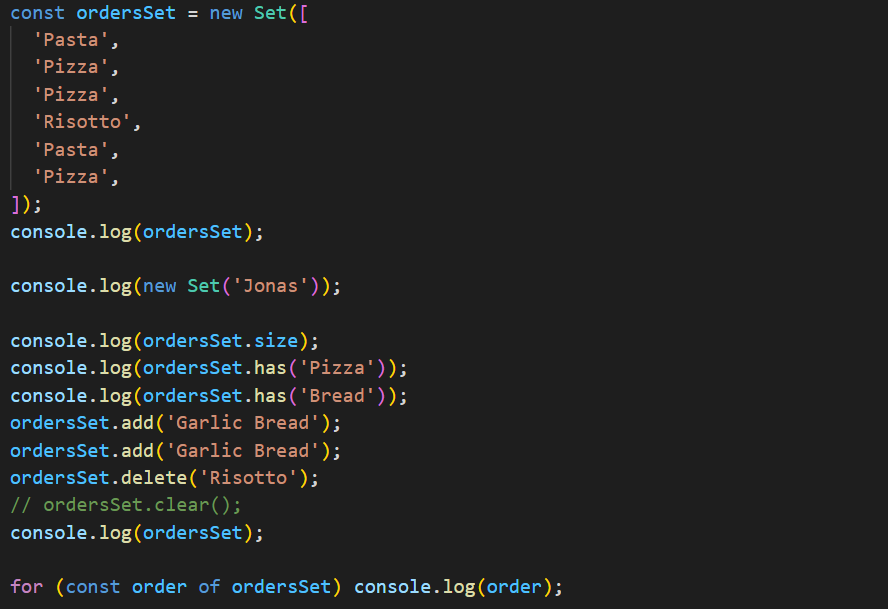 const ordersSet = new Set([
  'Pasta',
  'Pizza',
  'Pizza',
  'Risotto',
  'Pasta',
  'Pizza',
]);
console.log(ordersSet);

console.log(new Set('Jonas'));

console.log(ordersSet.size);
console.log(ordersSet.has('Pizza'));
console.log(ordersSet.has('Bread'));
ordersSet.add('Garlic Bread');
ordersSet.add('Garlic Bread');
ordersSet.delete('Risotto');
// ordersSet.clear();
console.log(ordersSet);

for (const order of ordersSet) console.log(order);